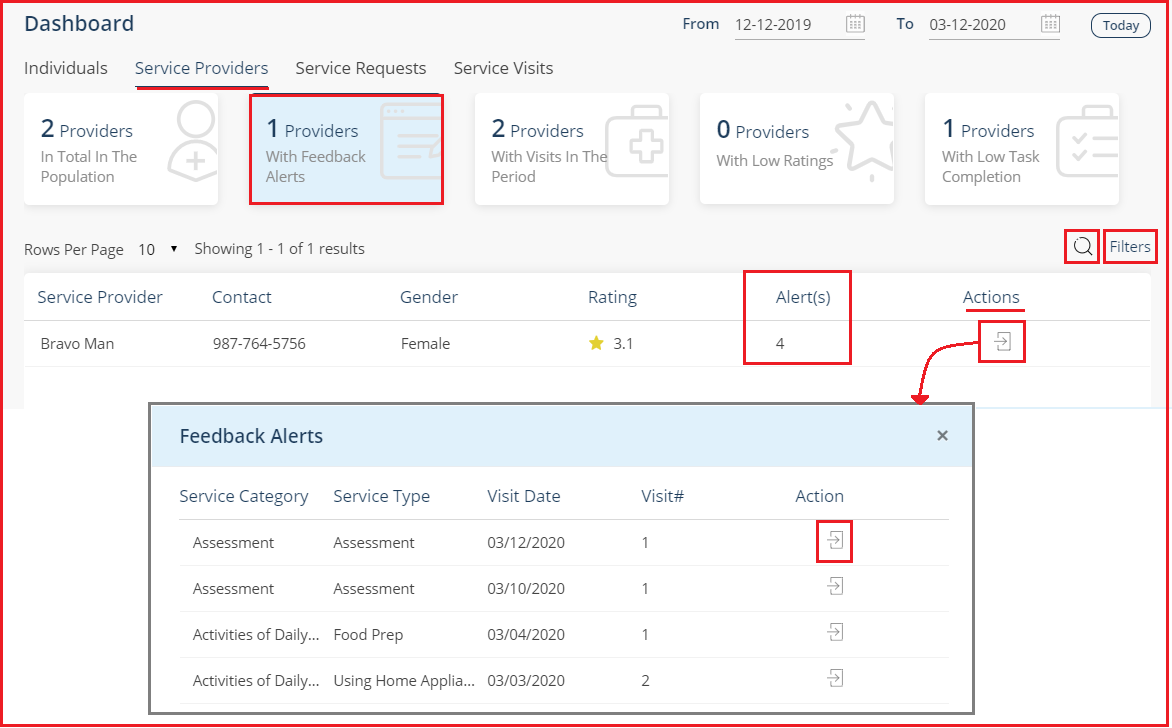 Dashboard
From 12-12-2019 To 03-12-2020 Today
Individuals Service Providers Service Requests Service Visits
2 Providers
In Total In The
Population
1 Providers
With Feedback
Alerts
2 Providers
With Visits In The
Period
0 Providers
With Low Ratings
1 Providers
With Low Task
Completion
Rows Per Page 10 Showing 1 - 1 of 1 results Filters
Service Provider Contact Gender Rating Alert(s) Actions
Bravo Man 987-764-5756 Female 3.1 4
Feedback Alerts ×
Service Category Service Type Visit Date Visit# Action
Assessment Assessment 03/12/2020 1
Assessment Assessment 03/10/2020 1
Activities of Daily... Food Prep 03/04/2020 1
Activities of Daily... Using Home Applia... 03/03/2020 2